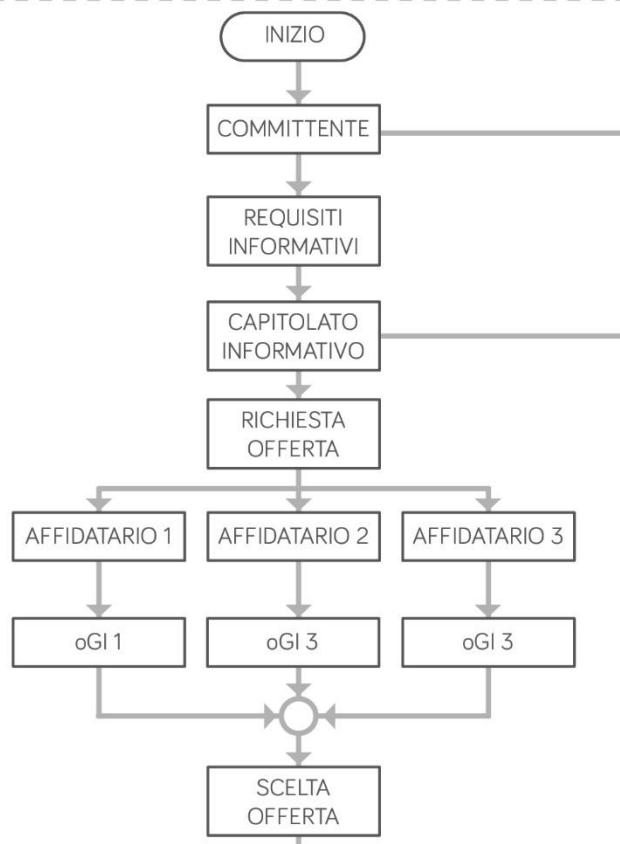 INIZIO
COMMITTENTE
REQUISITI
INFORMATIVI
CAPITOLATO
INFORMATIVO
RICHIESTA
OFFERTA
AFFIDATARIO 1
AFFIDATARIO 2
AFFIDATARIO 3
oGI 1
oGI 3
oGI 3
SCELTA
OFFERTA